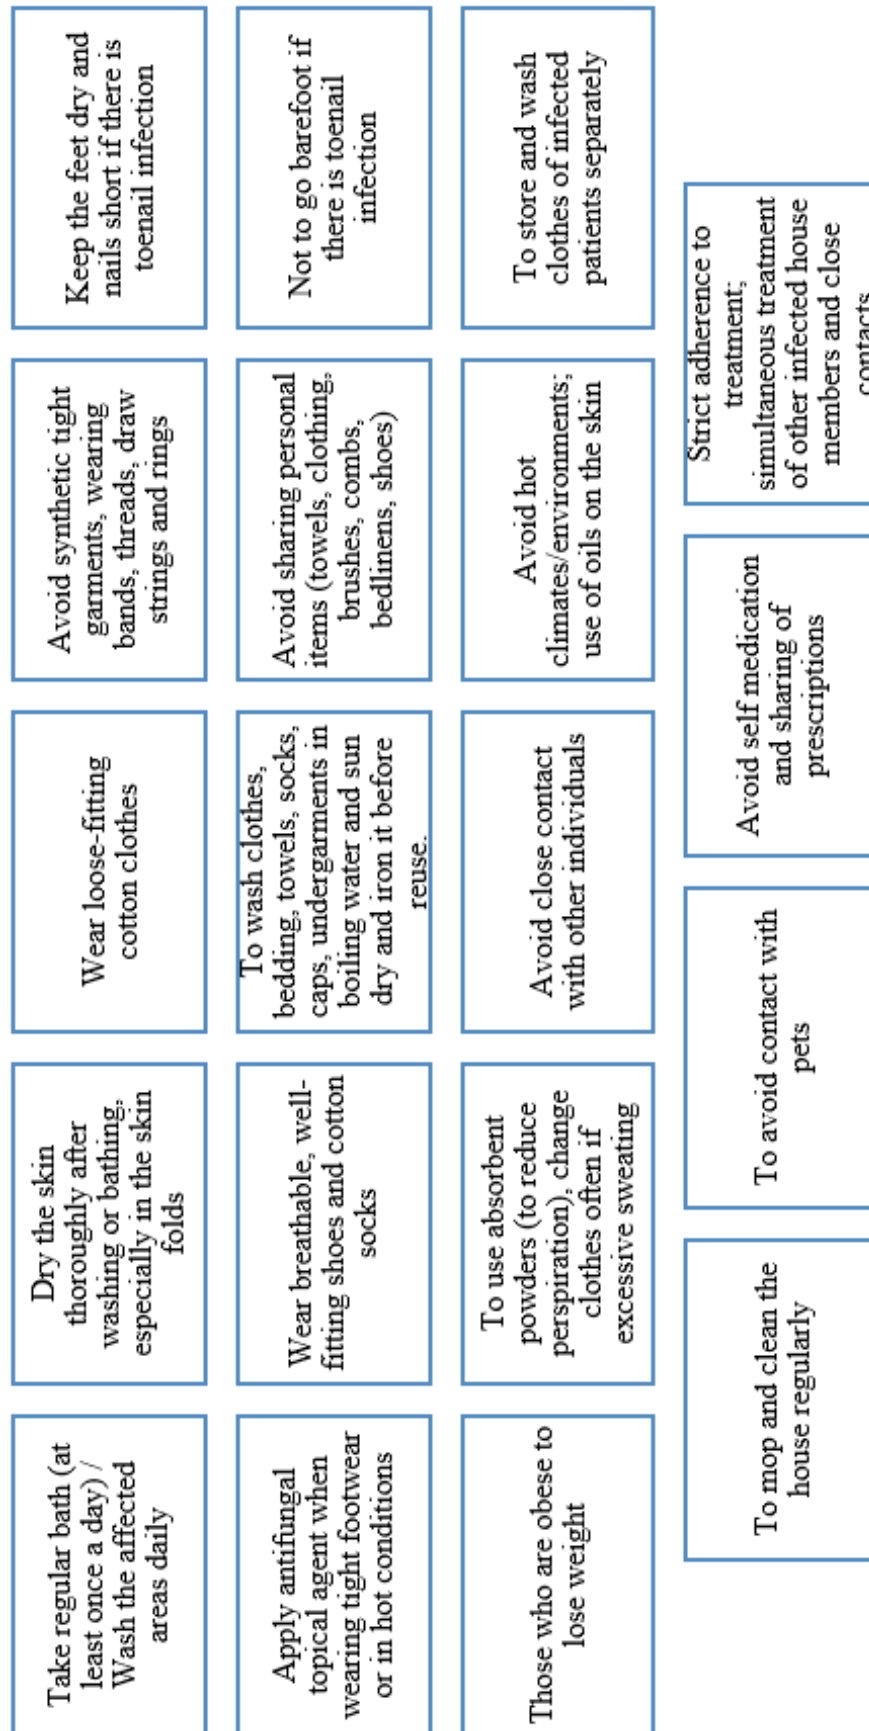 Take regular bath (at
least once a day) /
Wash the affected
areas daily
Dry the skin
thoroughly after
washing or bathing,
especially in the skin
folds
Wear loose-fitting
cotton clothes
Avoid synthetic tight
garments, wearing
bands, threads, draw
strings and rings
Keep the feet dry and
nails short if there is
toenail infection
Apply antifungal
topical agent when
wearing tight footwear
or in hot conditions
Wear breathable, well-
fitting shoes and cotton
socks
To wash clothes,
bedding, towels, socks,
caps, undergarments in
boiling water and sun
dry and iron it before
reuse.
Avoid sharing personal
items (towels, clothing,
brushes, combs,
bedlinens, shoes)
Not to go barefoot if
there is toenail
infection
Those who are obese to
lose weight
To use absorbent
powders (to reduce
perspiration), change
clothes often if
excessive sweating
Avoid close contact
with other individuals
Avoid hot
climates/environments;
use of oils on the skin
To store and wash
clothes of infected
patients separately
To mop and clean the
house regularly
To avoid contact with
pets
Avoid self medication
and sharing of
prescriptions
Strict adherence to
treatment;
simultaneous treatment
of other infected house
members and close
contacts